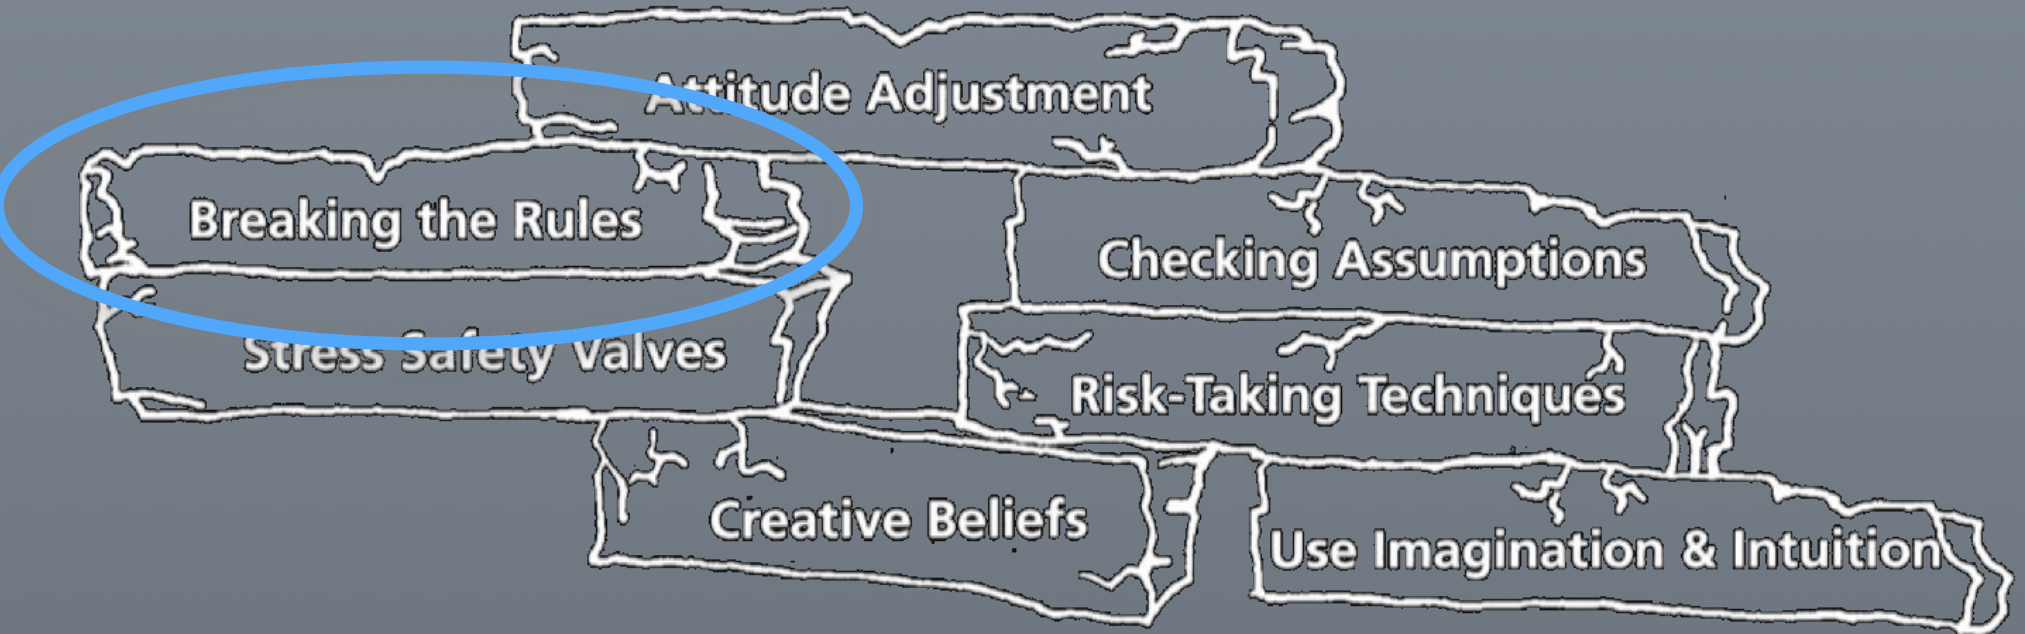 Attitude Adjustment
Breaking the Rules
Checking Assumptions
Stress Safety Valves
Risk-Taking Techniques
Creative Beliefs
Use Imagination & Intuition